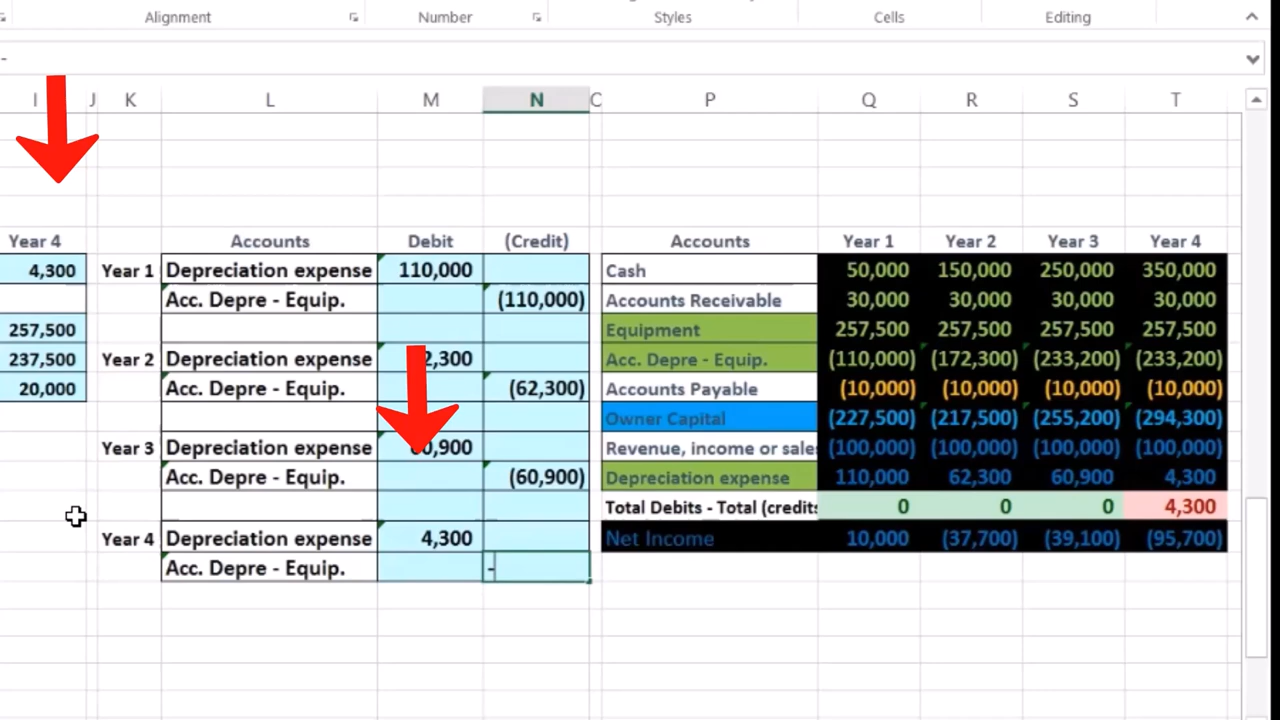 Alignment Number Styles Cells Editing
-
I J K L M N P Q R S T
Year 4 Accounts Debit (Credit) Accounts Year 1 Year 2 Year 3 Year 4
4,300 Year 1 Depreciation expense 110,000 Cash 50,000 150,000 250,000 350,000
Acc. Depre - Equip. (110,000) Accounts Receivable 30,000 30,000 30,000 30,000
257,500 Equipment 257,500 257,500 257,500 257,500
237,500 Year 2 Depreciation expense 2,300 Acc. Depre - Equip. (110,000) (172,300) (233,200) (233,200)
20,000 Acc. Depre - Equip. (62,300) Accounts Payable (10,000) (10,000) (10,000) (10,000)
Owner Capital (227,500) (217,500) (255,200) (294,300)
Year 3 Depreciation expense Revenue, income or sales (100,000) (100,000) (100,000) (100,000)
Acc. Depre - Equip. (60,900) Depreciation expense 110,000 62,300 60,900 4,300
Total Debits - Total (credits 0 0 0 4,300
Year 4 Depreciation expense 4,300 Net Income 10,000 (37,700) (39,100) (95,700)
Acc. Depre - Equip. -